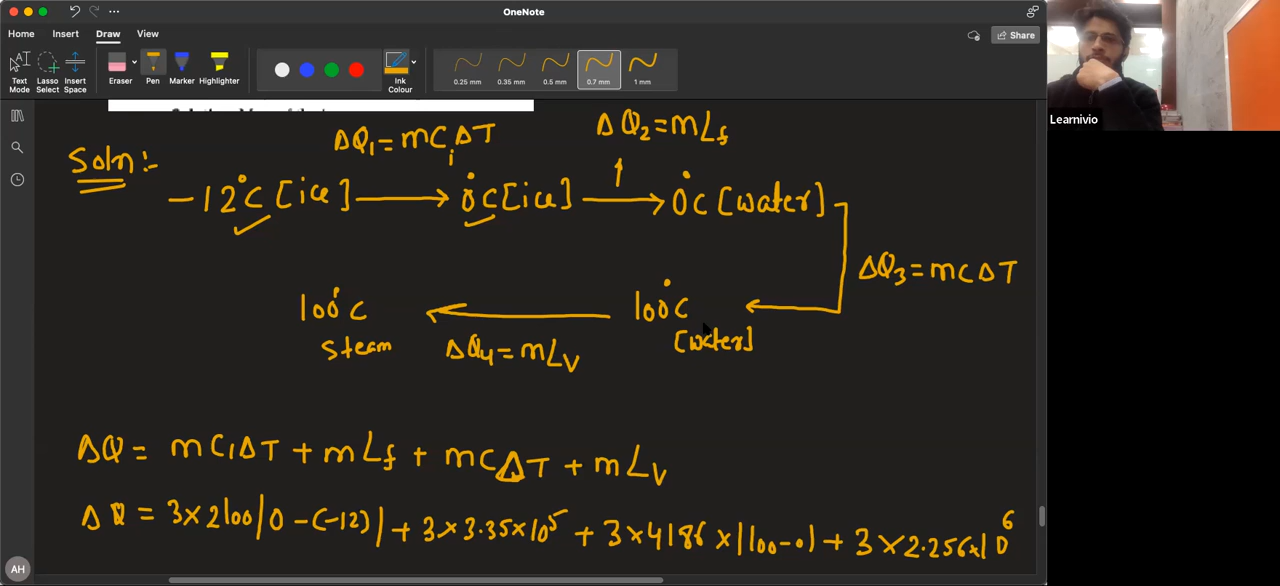 OneNote
Home Insert Draw View
Share
Text Mode
Lasso Select
Insert Space
Eraser
Pen
Marker
Highlighter
Ink Colour
0.25 mm
0.35 mm
0.5 mm
0.7 mm
1 mm
Learnivio
ΔQ₁ = mCᵢΔT
ΔQ₂ = mLf
Soln:-
-12°C [ice] → 0°C [ice] → 0°C [water]
ΔQ₃ = mCΔT
100°C ← 100°C
steam
[water]
ΔQ₄ = mLv
ΔQ = mCᵢΔT + mLf + mCΔT + mLv
ΔQ = 3×2100|0-(-12)| + 3×3.35×10⁵ + 3×4186×|100-0| + 3×2.256×10⁶
AH